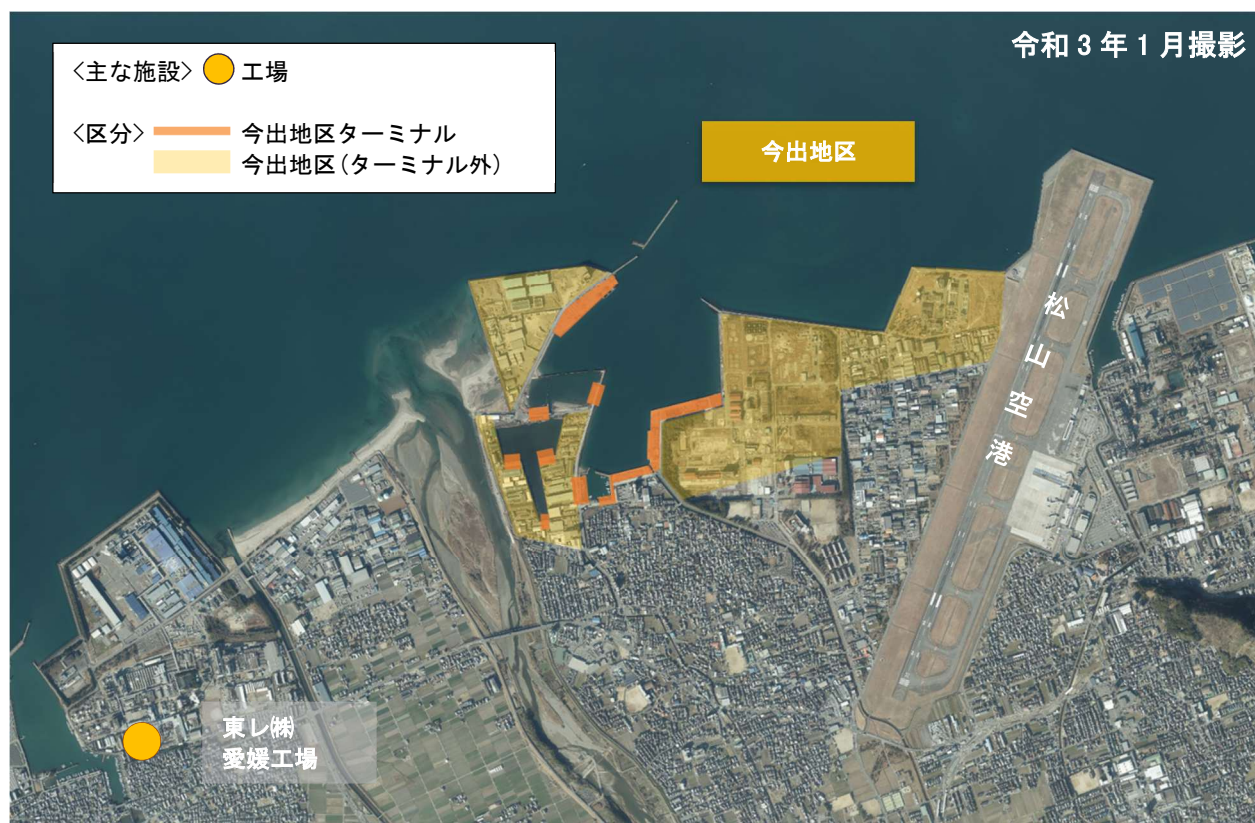 令和３年１月撮影
〈主な施設〉 工場
〈区分〉 今出地区ターミナル
今出地区(ターミナル外)
今出地区
松山空港
東レ㈱
愛媛工場